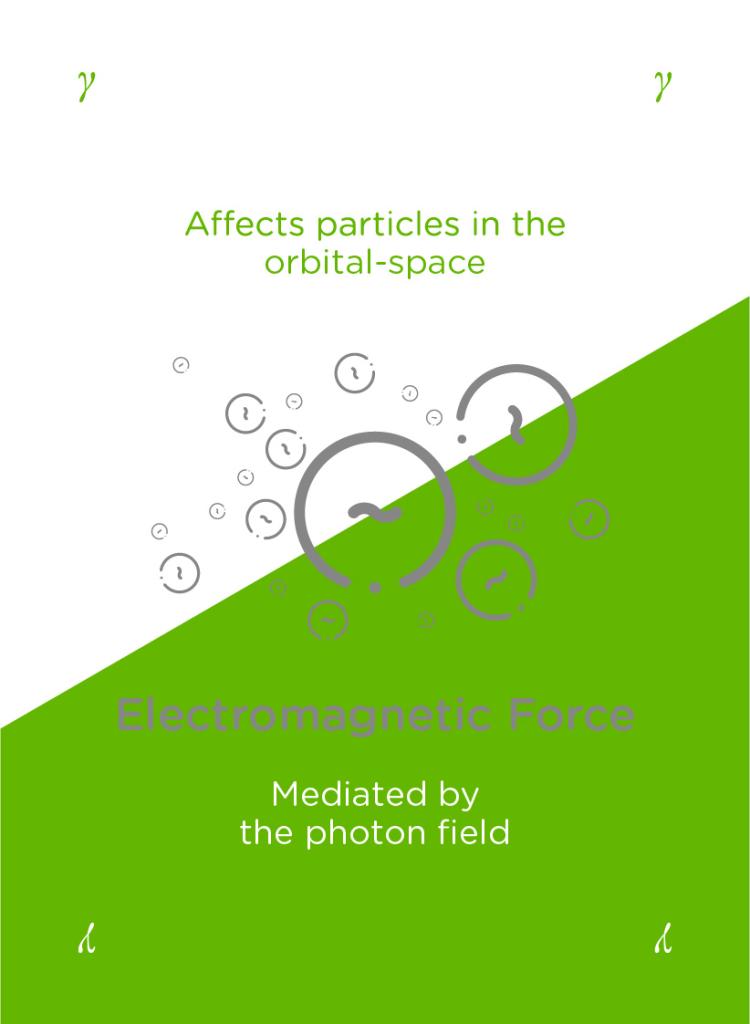 γ γ
Affects particles in the
orbital-space
Electromagnetic Force
Mediated by
the photon field
γ γ